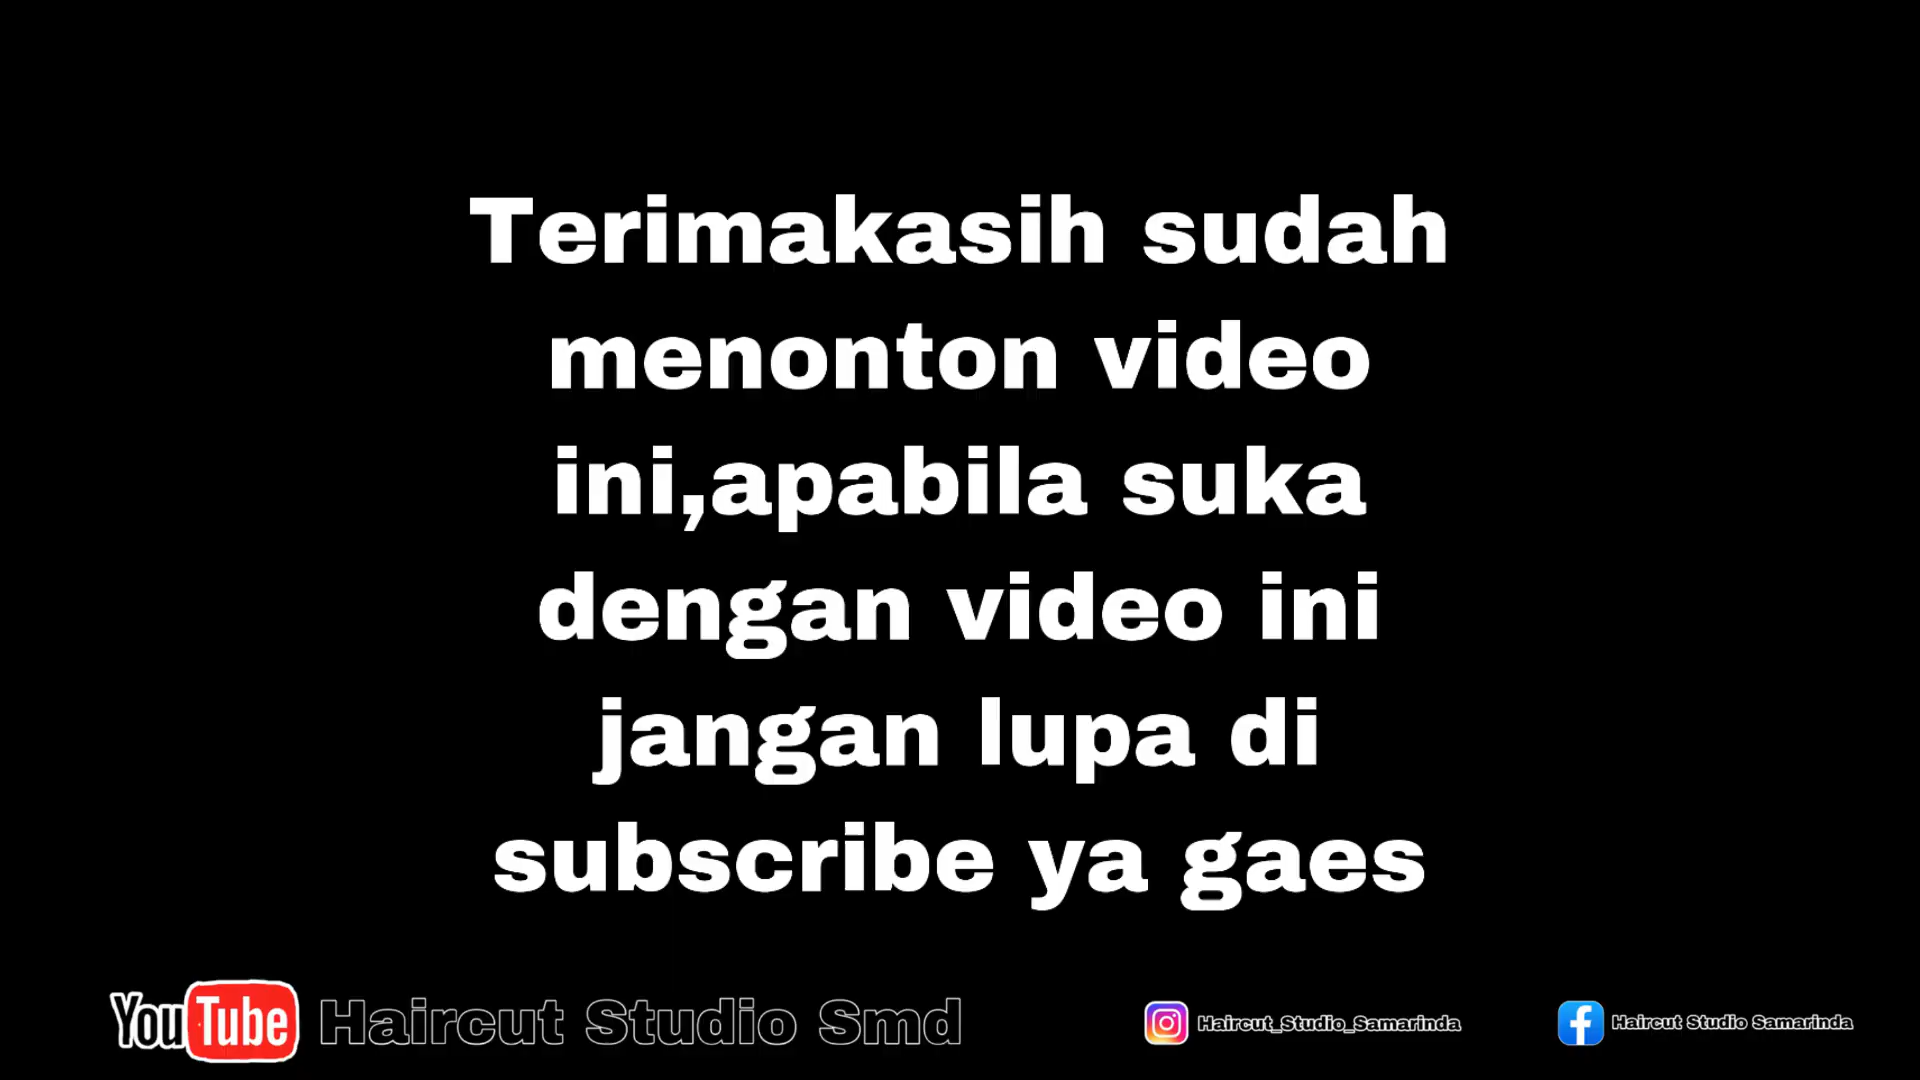 Terimakasih sudah
menonton video
ini,apabila suka
dengan video ini
jangan lupa di
subscribe ya gaes
YouTube Haircut Studio Smd
Haircut_Studio_Samarinda
Haircut Studio Samarinda